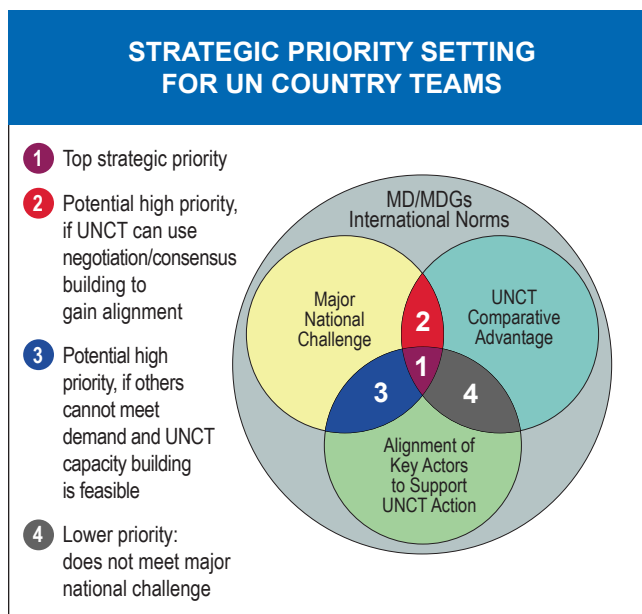 STRATEGIC PRIORITY SETTING
FOR UN COUNTRY TEAMS
1 Top strategic priority
2 Potential high priority,
if UNCT can use
negotiation/consensus
building to
gain alignment
3 Potential high
priority, if others
cannot meet
demand and UNCT
capacity building
is feasible
4 Lower priority:
does not meet major
national challenge
MD/MDGs
International Norms
Major
National
Challenge
UNCT
Comparative
Advantage
2
1
3
4
Alignment of
Key Actors
to Support
UNCT Action